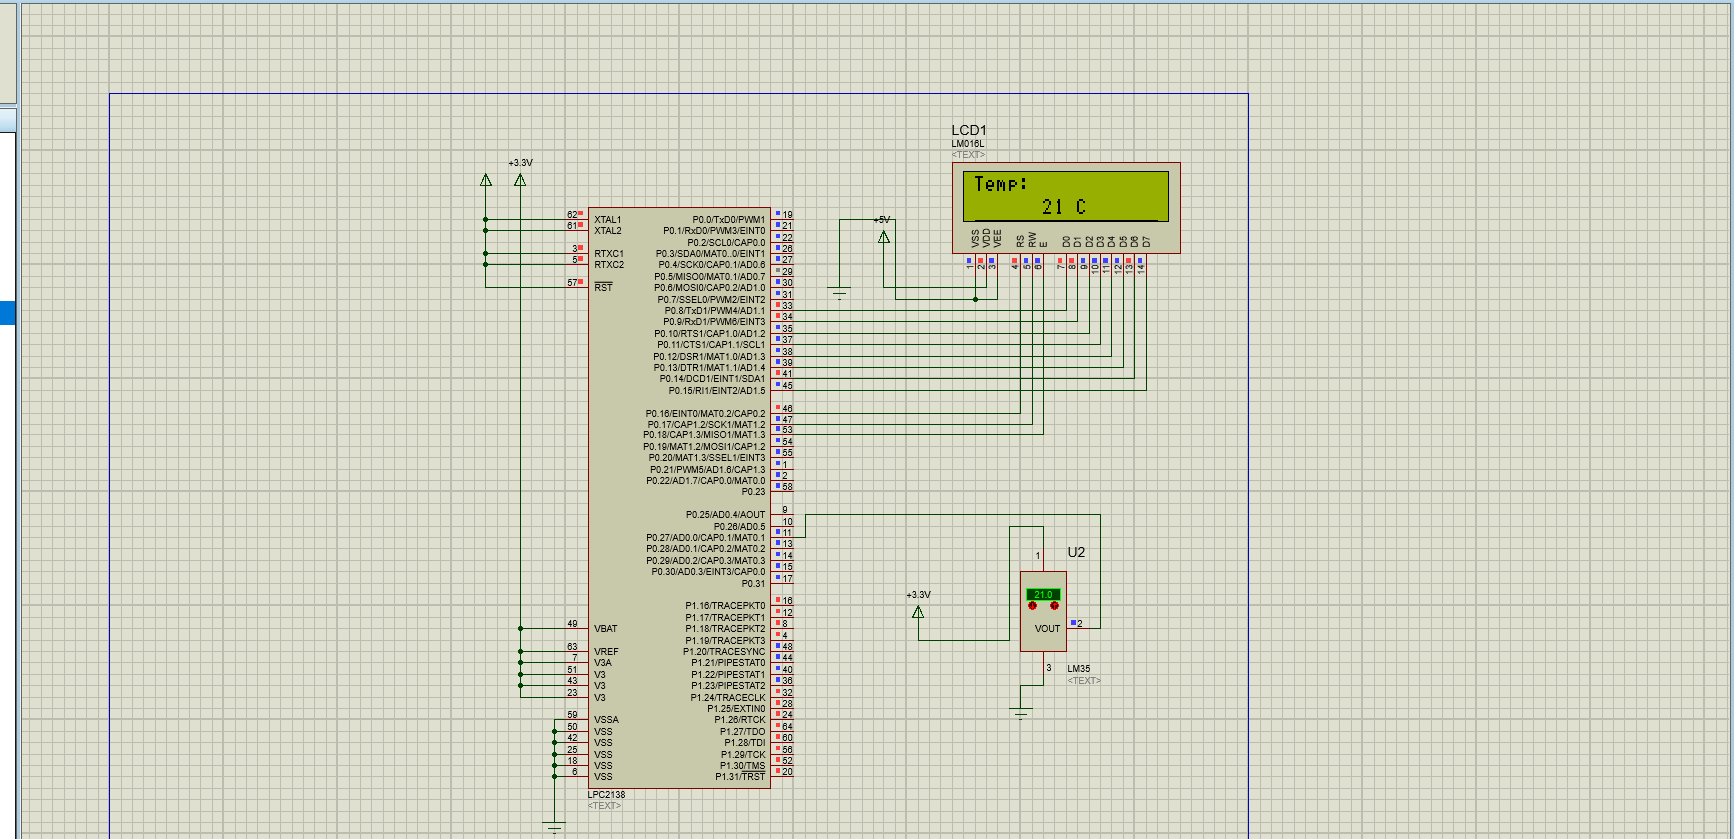 LCD1
LM016L
<TEXT>
Temp:
21 C
VSS
VDD
VEE
RS
RW
E
D0
D1
D2
D3
D4
D5
D6
D7
1
2
3
4
5
6
7
8
9
10
11
12
13
14
+3.3V
+5V
62 XTAL1
61 XTAL2
3 RTXC1
5 RTXC2
57 RST
49 VBAT
63 VREF
7 V3A
51 V3
43 V3
23 V3
59 VSSA
50 VSS
42 VSS
25 VSS
18 VSS
6 VSS
P0.0/TxD0/PWM1 19
P0.1/RxD0/PWM3/EINT0 21
P0.2/SCL0/CAP0.0 22
P0.3/SDA0/MAT0..0/EINT1 26
P0.4/SCK0/CAP0.1/AD0.6 27
P0.5/MISO0/MAT0.1/AD0.7 29
P0.6/MOSI0/CAP0.2/AD1.0 30
P0.7/SSEL0/PWM2/EINT2 31
P0.8/TxD1/PWM4/AD1.1 33
P0.9/RxD1/PWM6/EINT3 34
P0.10/RTS1/CAP1.0/AD1.2 35
P0.11/CTS1/CAP1.1/SCL1 37
P0.12/DSR1/MAT1.0/AD1.3 38
P0.13/DTR1/MAT1.1/AD1.4 39
P0.14/DCD1/EINT1/SDA1 41
P0.15/RI1/EINT2/AD1.5 45
P0.16/EINT0/MAT0.2/CAP0.2 46
P0.17/CAP1.2/SCK1/MAT1.2 47
P0.18/CAP1.3/MISO1/MAT1.3 53
P0.19/MAT1.2/MOSI1/CAP1.2 54
P0.20/MAT1.3/SSEL1/EINT3 55
P0.21/PWM5/AD1.6/CAP1.3 1
P0.22/AD1.7/CAP0.0/MAT0.0 2
P0.23 58
P0.25/AD0.4/AOUT 9
P0.26/AD0.5 10
P0.27/AD0.0/CAP0.1/MAT0.1 11
P0.28/AD0.1/CAP0.2/MAT0.2 13
P0.29/AD0.2/CAP0.3/MAT0.3 14
P0.30/AD0.3/EINT3/CAP0.0 15
P0.31 17
P1.16/TRACEPKT0 16
P1.17/TRACEPKT1 12
P1.18/TRACEPKT2 8
P1.19/TRACEPKT3 4
P1.20/TRACESYNC 48
P1.21/PIPESTAT0 44
P1.22/PIPESTAT1 40
P1.23/PIPESTAT2 36
P1.24/TRACECLK 32
P1.25/EXTIN0 28
P1.26/RTCK 24
P1.27/TDO 64
P1.28/TDI 60
P1.29/TCK 56
P1.30/TMS 52
P1.31/TRST 20
LPC2138
<TEXT>
+3.3V
U2
1
21.0
VOUT
2
3
LM35
<TEXT>